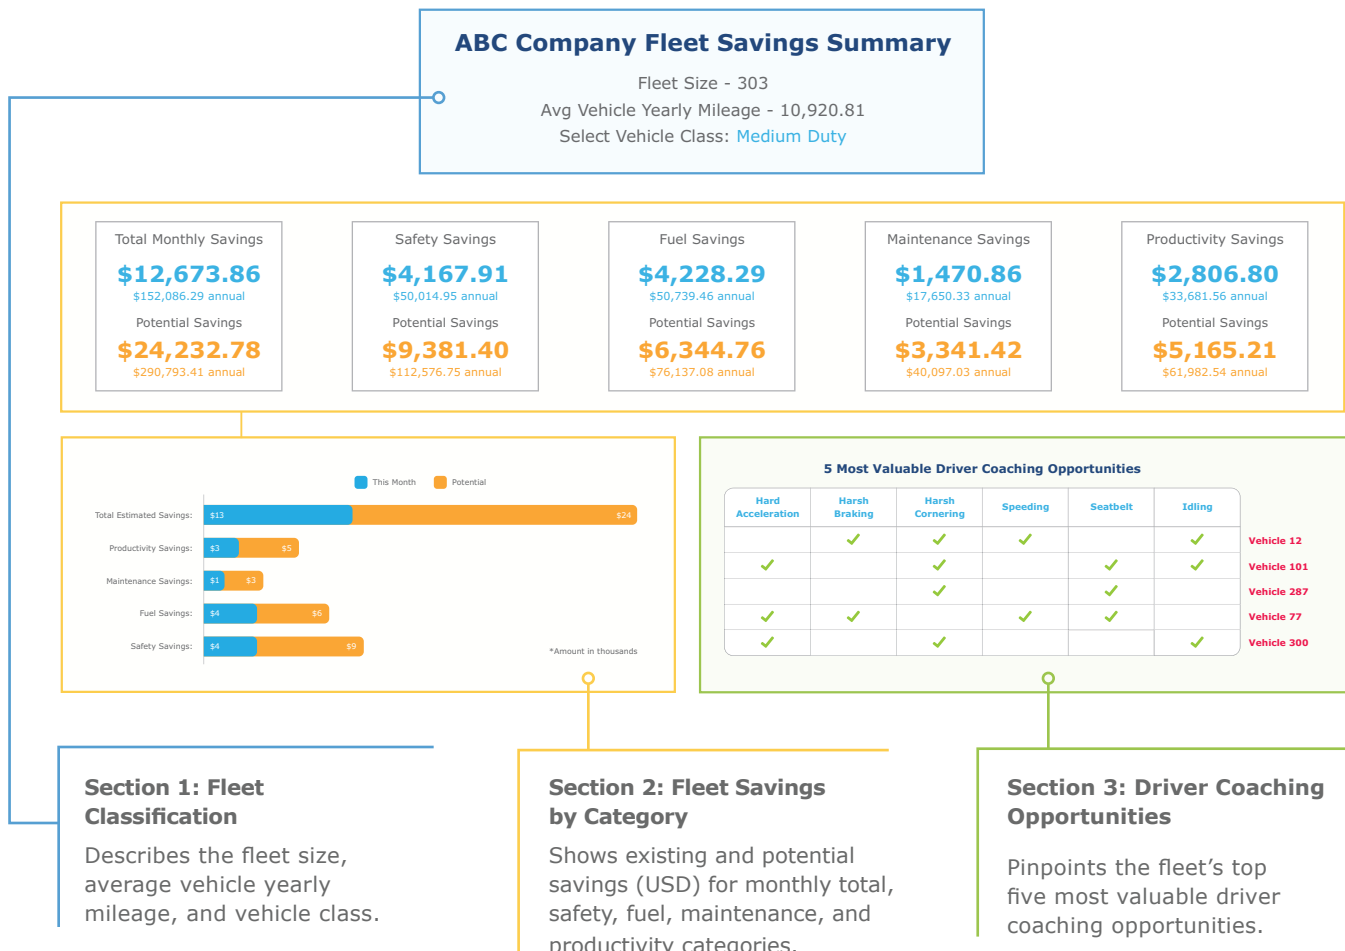 ABC Company Fleet Savings Summary
Fleet Size - 303
Avg Vehicle Yearly Mileage - 10,920.81
Select Vehicle Class: Medium Duty
Total Monthly Savings
$12,673.86
$152,086.29 annual
Potential Savings
$24,232.78
$290,793.41 annual
Safety Savings
$4,167.91
$50,014.95 annual
Potential Savings
$9,381.40
$112,576.75 annual
Fuel Savings
$4,228.29
$50,739.46 annual
Potential Savings
$6,344.76
$76,137.08 annual
Maintenance Savings
$1,470.86
$17,650.33 annual
Potential Savings
$3,341.42
$40,097.03 annual
Productivity Savings
$2,806.80
$33,681.56 annual
Potential Savings
$5,165.21
$61,982.54 annual
This Month Potential
Total Estimated Savings: $13 $24
Productivity Savings: $3 $5
Maintenance Savings: $1 $3
Fuel Savings: $4 $6
Safety Savings: $4 $9
*Amount in thousands
5 Most Valuable Driver Coaching Opportunities
Hard Acceleration
Harsh Braking
Harsh Cornering
Speeding
Seatbelt
Idling
Vehicle 12
Vehicle 101
Vehicle 287
Vehicle 77
Vehicle 300
Section 1: Fleet
Classification
Describes the fleet size,
average vehicle yearly
mileage, and vehicle class.
Section 2: Fleet Savings
by Category
Shows existing and potential
savings (USD) for monthly total,
safety, fuel, maintenance, and
productivity categories.
Section 3: Driver Coaching
Opportunities
Pinpoints the fleet's top
five most valuable driver
coaching opportunities.